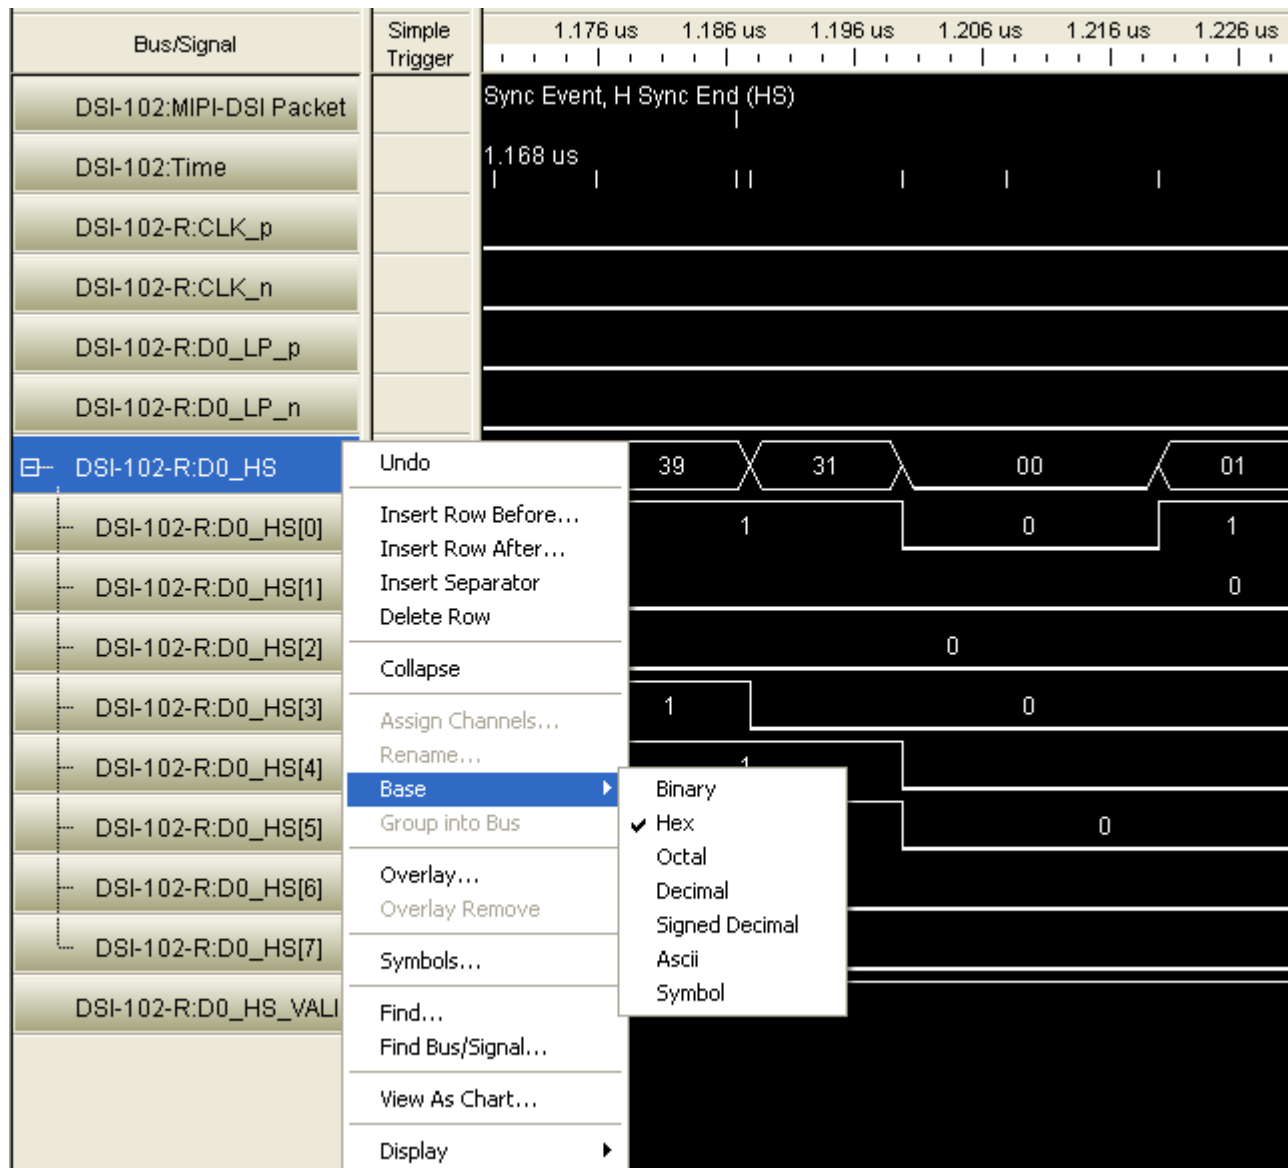 Bus/Signal
Simple
Trigger
1.176 us 1.186 us 1.196 us 1.206 us 1.216 us 1.226 us
DSI-102:MIPI-DSI Packet
Sync Event, H Sync End (HS)
DSI-102:Time
1.168 us
DSI-102-R:CLK_p
DSI-102-R:CLK_n
DSI-102-R:D0_LP_p
DSI-102-R:D0_LP_n
DSI-102-R:D0_HS
39 31 00 01
DSI-102-R:D0_HS[0]
1 0 1
DSI-102-R:D0_HS[1]
0
DSI-102-R:D0_HS[2]
0
DSI-102-R:D0_HS[3]
1 0
DSI-102-R:D0_HS[4]
1
DSI-102-R:D0_HS[5]
0
DSI-102-R:D0_HS[6]
DSI-102-R:D0_HS[7]
DSI-102-R:D0_HS_VALI
Undo
Insert Row Before...
Insert Row After...
Insert Separator
Delete Row
Collapse
Assign Channels...
Rename...
Base
Group into Bus
Overlay...
Overlay Remove
Symbols...
Find...
Find Bus/Signal...
View As Chart...
Display
Binary
Hex
Octal
Decimal
Signed Decimal
Ascii
Symbol